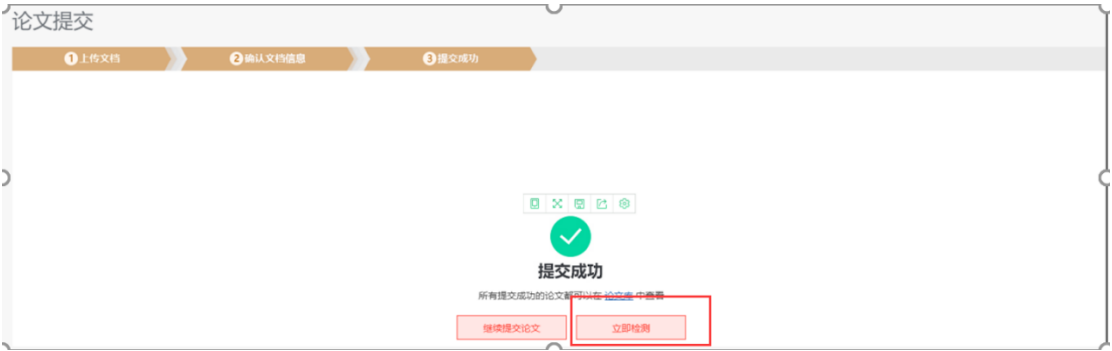 论文提交
1 上传文档 2 确认文档信息 3 提交成功
提交成功
所有提交成功的论文都可以在 论文库 中查看
继续提交论文 立即检测